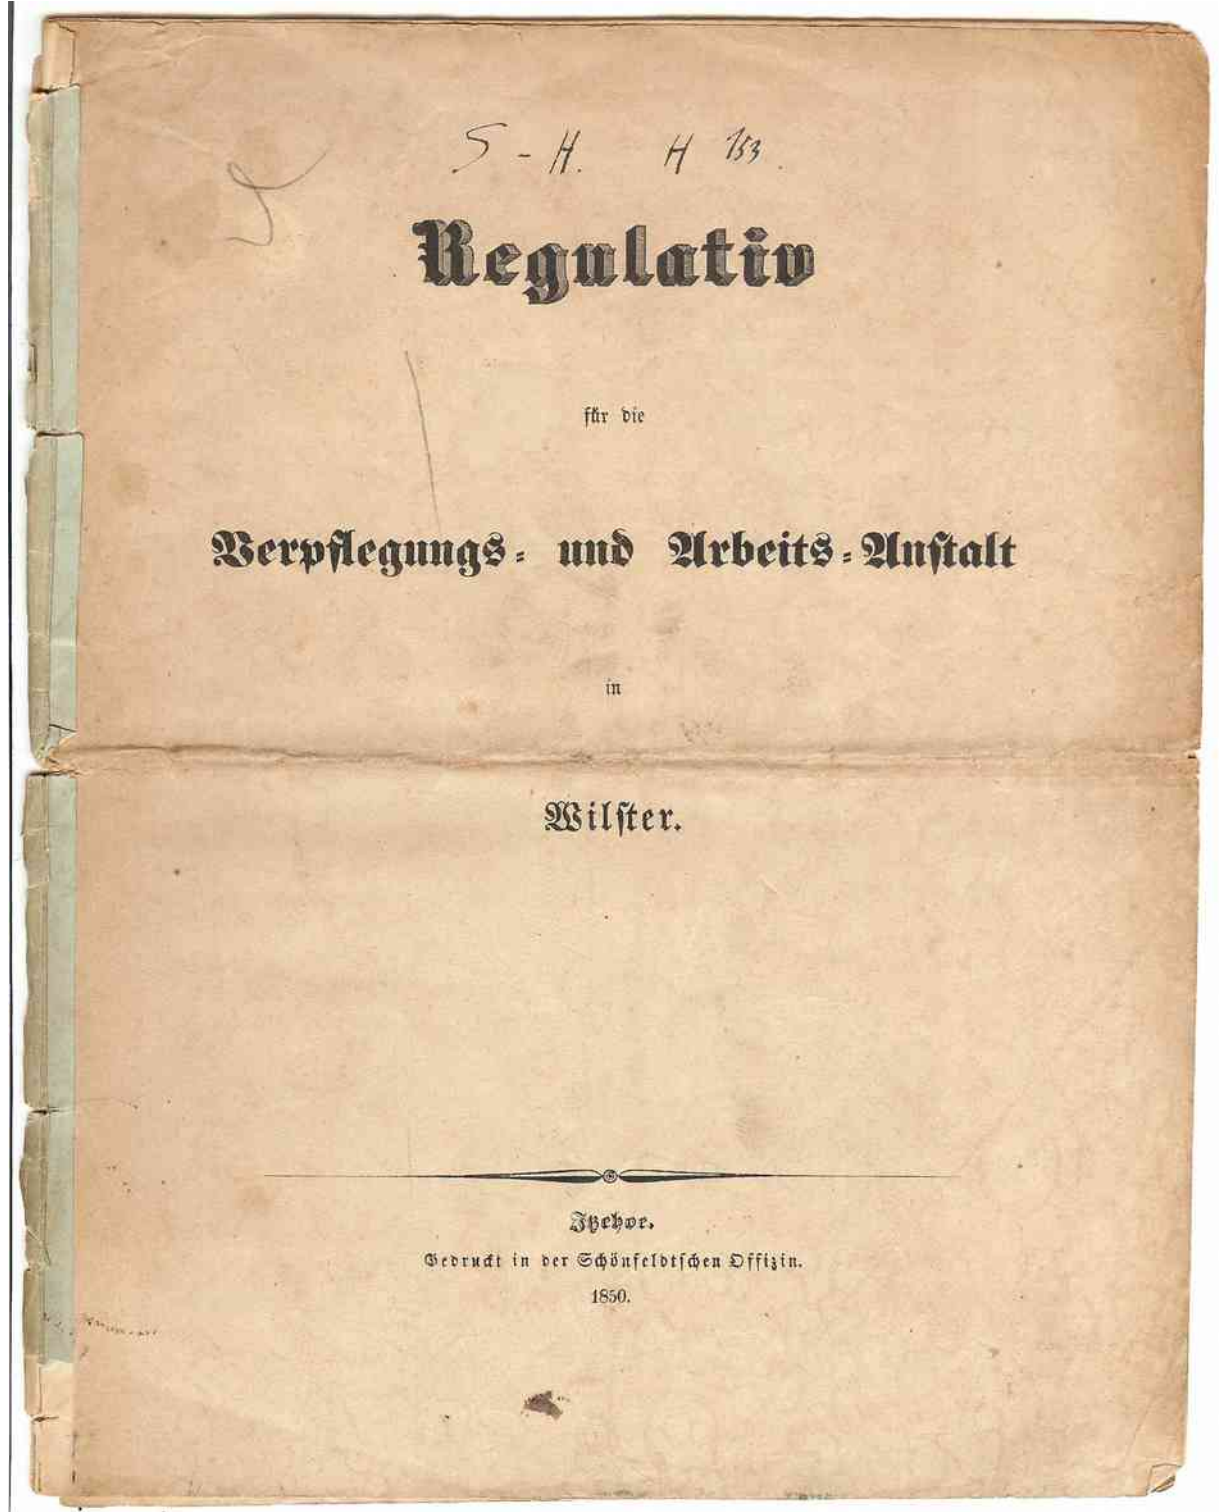 S - H. H 153.
Regulativ
für die
Verpflegungs- und Arbeits-Anstalt
in
Wilster.
Itzehoe.
Gedruckt in der Schönfeldtschen Offizin.
1850.